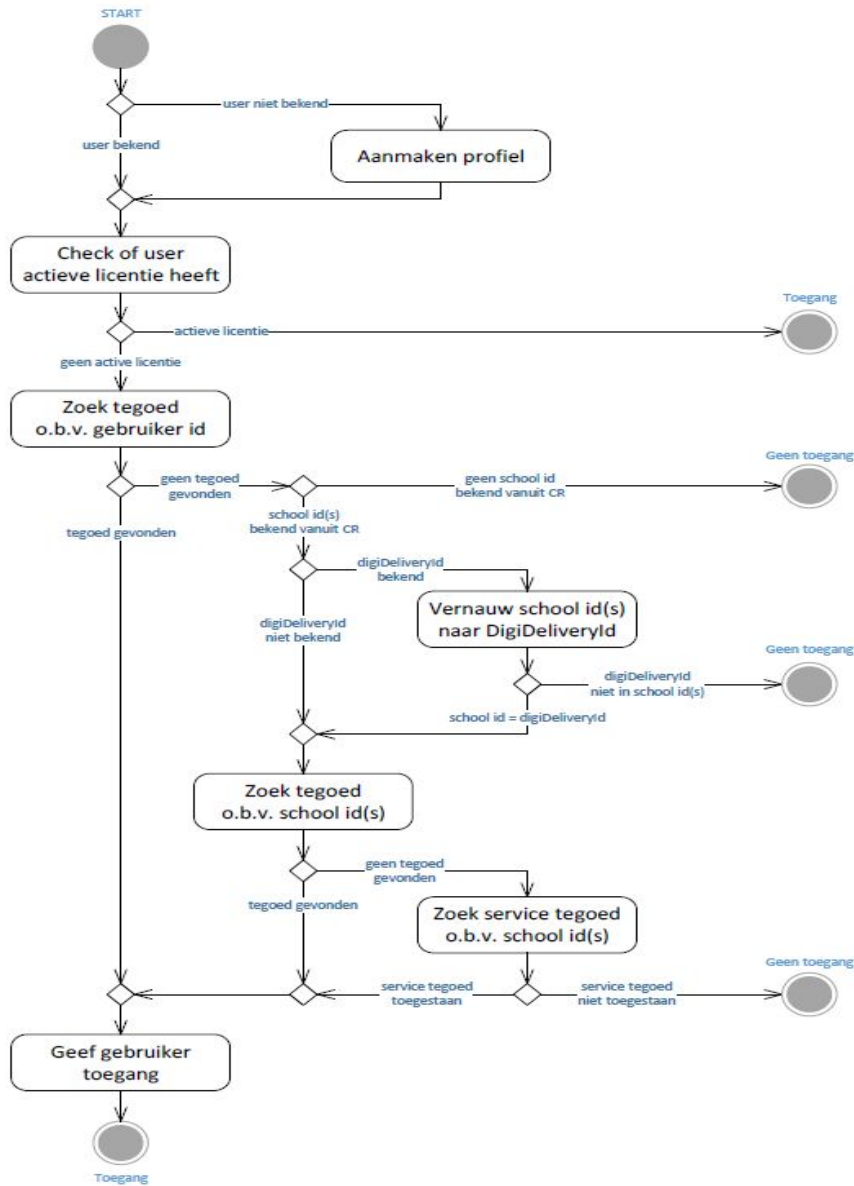 START
user niet bekend
user bekend
Aanmaken profiel
Check of user
actieve licentie heeft
Toegang
actieve licentie
geen active licentie
Zoek tegoed
o.b.v. gebruiker id
Geen toegang
geen tegoed
gevonden
geen school id
bekend vanuit CR
tegoed gevonden
school id(s)
bekend vanuit CR
digiDeliveryId
bekend
digiDeliveryId
niet bekend
Vernauw school id(s)
naar DigiDeliveryId
Geen toegang
digiDeliveryId
niet in school id(s)
school id = digiDeliveryId
Zoek tegoed
o.b.v. school id(s)
geen tegoed
gevonden
tegoed gevonden
Zoek service tegoed
o.b.v. school id(s)
Geen toegang
service tegoed
toegestaan
service tegoed
niet toegestaan
Geef gebruiker
toegang
Toegang